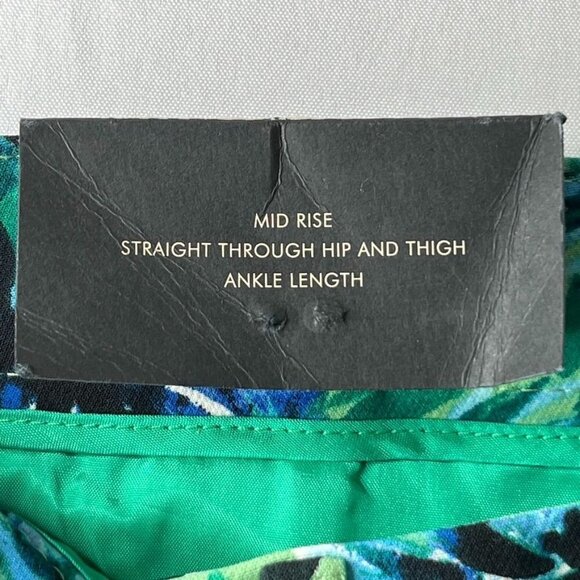 MID RISE
STRAIGHT THROUGH HIP AND THIGH
ANKLE LENGTH